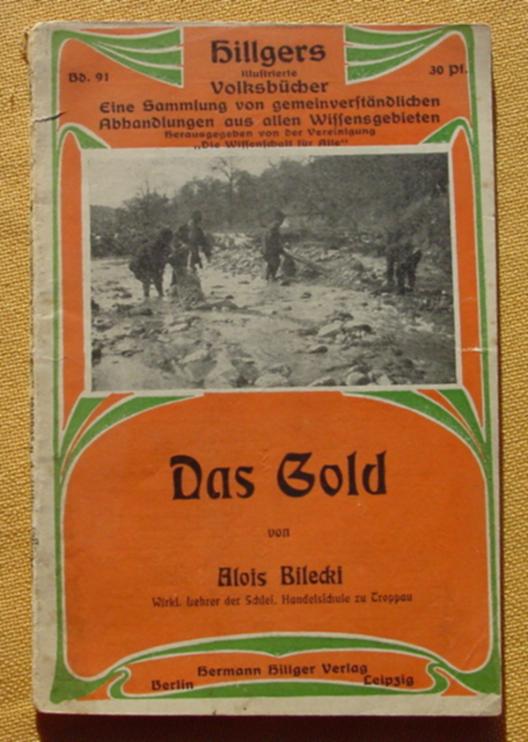 Hillgers
Bd. 91
illustrierte
30 Pf.
Volksbücher
Eine Sammlung von gemeinverständlichen
Abhandlungen aus allen Wissensgebieten
Herausgegeben von der Vereinigung
„Die Wissenschaft für Alle“
Das Gold
von
Alois Bilecki
Wirkl. Lehrer der Schles. Handelsschule zu Troppau
Hermann Hillger Verlag
Berlin Leipzig